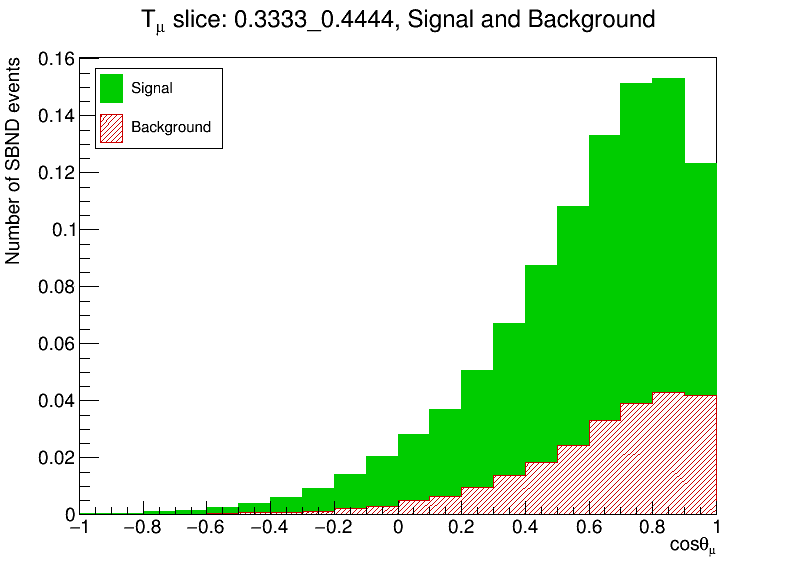 Tμ slice: 0.3333_0.4444, Signal and Background
Number of SBND events
0.16
0.14
0.12
0.1
0.08
0.06
0.04
0.02
0
Signal
Background
−1 −0.8 −0.6 −0.4 −0.2 0 0.2 0.4 0.6 0.8 1
cosθμ